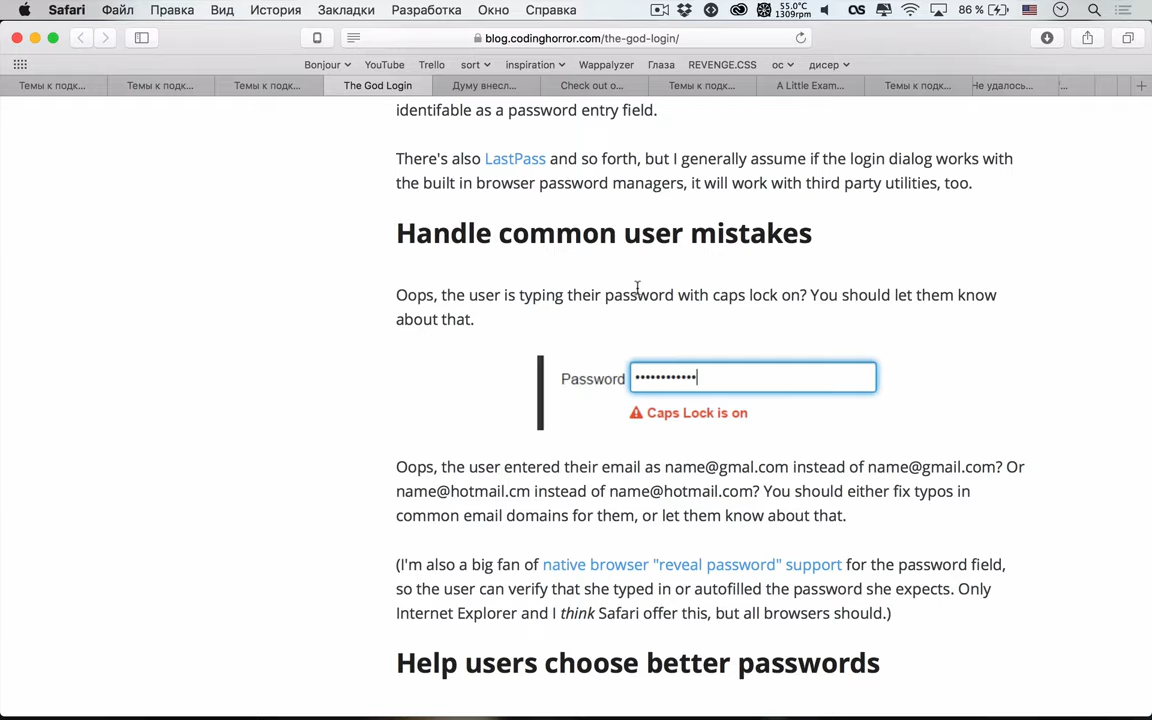 Safari Файл Правка Вид История Закладки Разработка Окно Справка 55.0°C 1309rpm 86 %
blog.codinghorror.com/the-god-login/
Bonjour YouTube Trello sort inspiration Wappalyzer Глаза REVENGE.CSS ос дисер
Темы к подк... Темы к подк... Темы к подк... The God Login Думу внесл... Check out o... Темы к подк... A Little Exam... Темы к подк... Не удалось...
identifable as a password entry field.
There's also LastPass and so forth, but I generally assume if the login dialog works with
the built in browser password managers, it will work with third party utilities, too.
Handle common user mistakes
Oops, the user is typing their password with caps lock on? You should let them know
about that.
Password ••••••••••••
Caps Lock is on
Oops, the user entered their email as name@gmal.com instead of name@gmail.com? Or
name@hotmail.cm instead of name@hotmail.com? You should either fix typos in
common email domains for them, or let them know about that.
(I'm also a big fan of native browser "reveal password" support for the password field,
so the user can verify that she typed in or autofilled the password she expects. Only
Internet Explorer and I think Safari offer this, but all browsers should.)
Help users choose better passwords